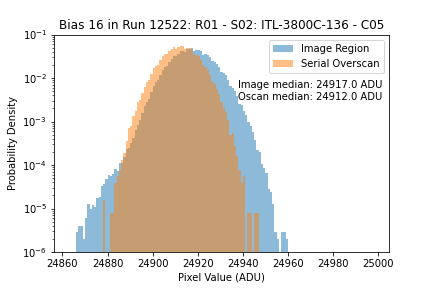 Bias 16 in Run 12522: R01 - S02: ITL-3800C-136 - C05
Image Region
Serial Overscan
Image median: 24917.0 ADU
Oscan median: 24912.0 ADU
Probability Density
10⁻¹
10⁻²
10⁻³
10⁻⁴
10⁻⁵
10⁻⁶
24860 24880 24900 24920 24940 24960 24980 25000
Pixel Value (ADU)